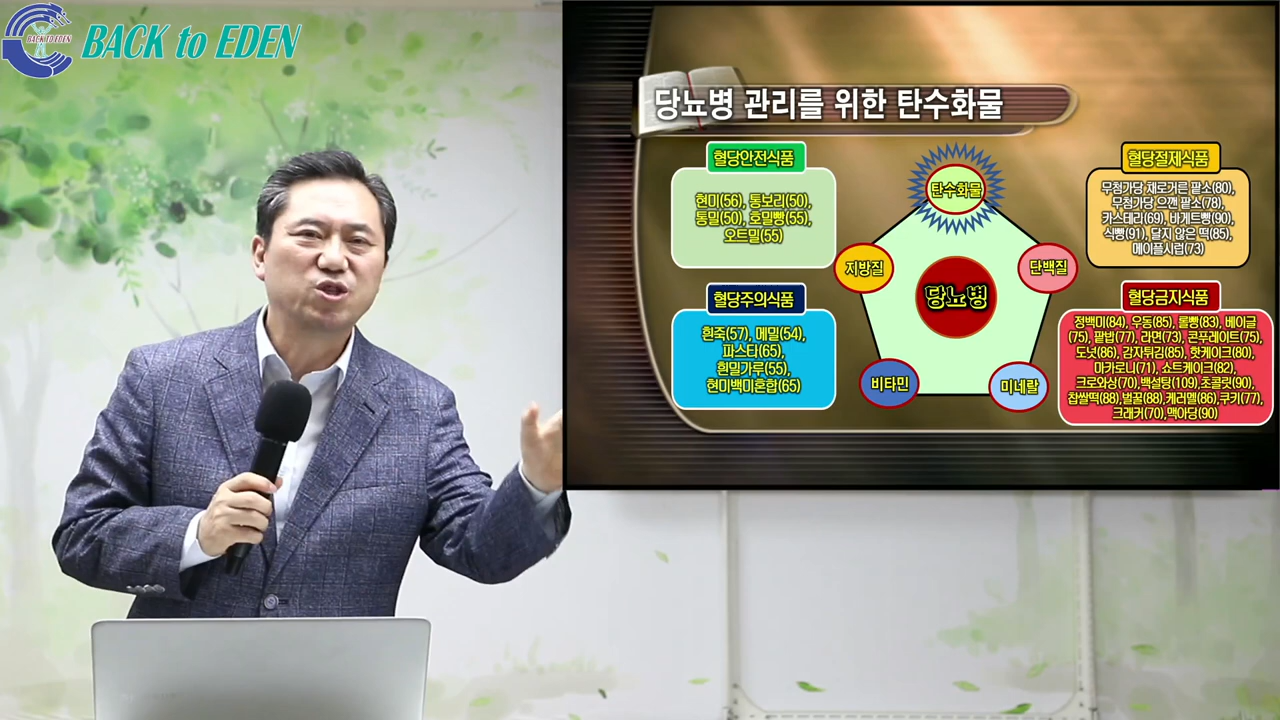 BACK TO EDEN
BACK to EDEN
당뇨병 관리를 위한 탄수화물
혈당안전식품
현미(56), 통보리(50),
통밀(50), 호밀빵(55),
오트밀(55)
혈당주의식품
흰죽(57), 메밀(54),
파스타(65),
흰밀가루(55),
현미백미혼합(65)
탄수화물
지방질
단백질
당뇨병
비타민
미네랄
혈당절제식품
무첨가당 채로거른 팥소(80),
무첨가당 으깬 팥소(78),
카스테라(69), 바게트빵(90),
식빵(91), 달지 않은 떡(85),
메이플시럽(73)
혈당금지식품
정백미(84), 우동(85), 롤빵(83), 베이글
(75), 팥밥(77), 라면(73), 콘푸레이트(75),
도넛(86), 감자튀김(85), 핫케이크(80),
마카로니(71), 쇼트케이크(82),
크로와상(70),백설탕(109),초콜릿(90),
찹쌀떡(88),벌꿀(88),케러멜(86),쿠키(77),
크래커(70),맥아당(90)